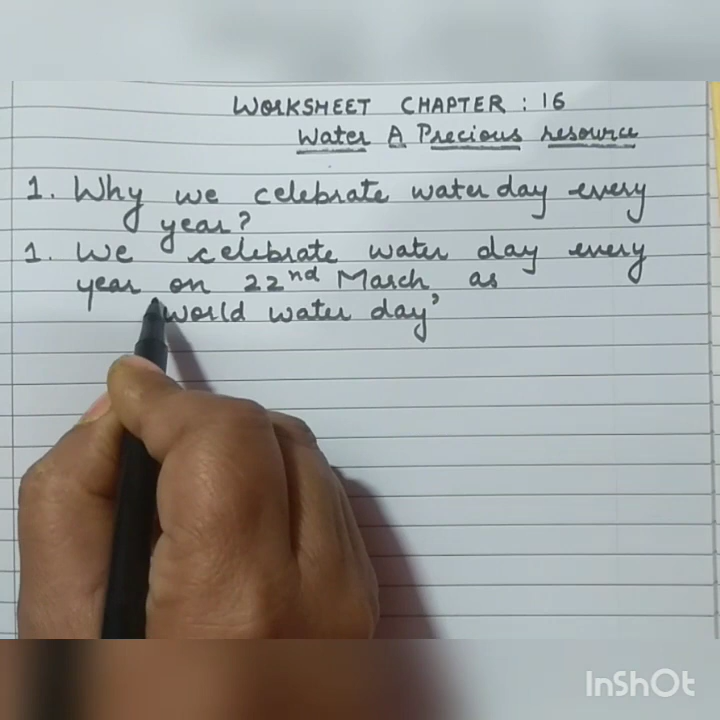 WORKSHEET CHAPTER : 16
Water A Precious resource
1. Why we celebrate water day every
year?
1. We celebrate water day every
year on 22nd March as
'world water day'
InShOt